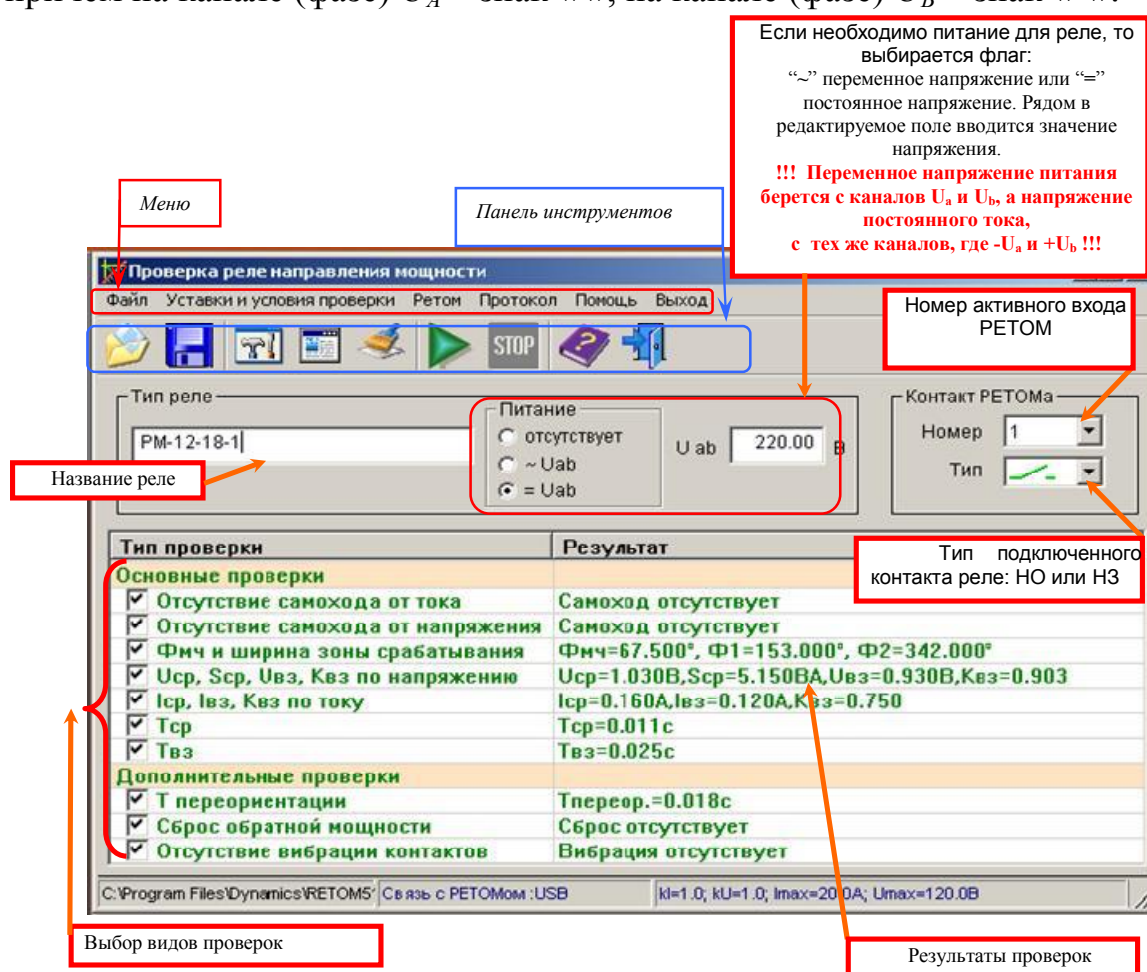 Если необходимо питание для реле, то
выбирается флаг:
“~” переменное напряжение или “=”
постоянное напряжение. Рядом в
редактируемое поле вводится значение
напряжения.
!!! Переменное напряжение питания
берется с каналов Uа и Ub, а напряжение
постоянного тока,
с тех же каналов, где -Uа и +Ub !!!
Меню
Панель инструментов
Проверка реле направления мощности
Файл Уставки и условия проверки Ретом Протокол Помощь Выход
Номер активного входа
РЕТОМ
STOP
Тип реле
Питание
Контакт РЕТОМа
РМ-12-18-1
отсутствует
~ Uab
= Uab
U ab 220.00 В
Номер 1
Тип
Название реле
Тип подключенного
контакта реле: НО или НЗ
Тип проверки Результат
Основные проверки
Отсутствие самохода от тока Самоход отсутствует
Отсутствие самохода от напряжения Самоход отсутствует
Фмч и ширина зоны срабатывания Фмч=67.500°, Ф1=153.000°, Ф2=342.000°
Uср, Sср, Uвз, Квз по напряжению Uср=1.030В,Sср=5.150ВА,Uвз=0.930В,Квз=0.903
Iср, Iвз, Квз по току Iср=0.160А,Iвз=0.120А,Квз=0.750
Тср Тср=0.011с
Твз Твз=0.025с
Дополнительные проверки
Т переориентации Тпереор.=0.018с
Сброс обратной мощности Сброс отсутствует
Отсутствие вибрации контактов Вибрация отсутствует
C:\Program Files\Dynamics\RETOM5 Связь с РЕТОМом :USB kI=1.0; kU=1.0; Imax=20.0A; Umax=120.0В
Выбор видов проверок
Результаты проверок